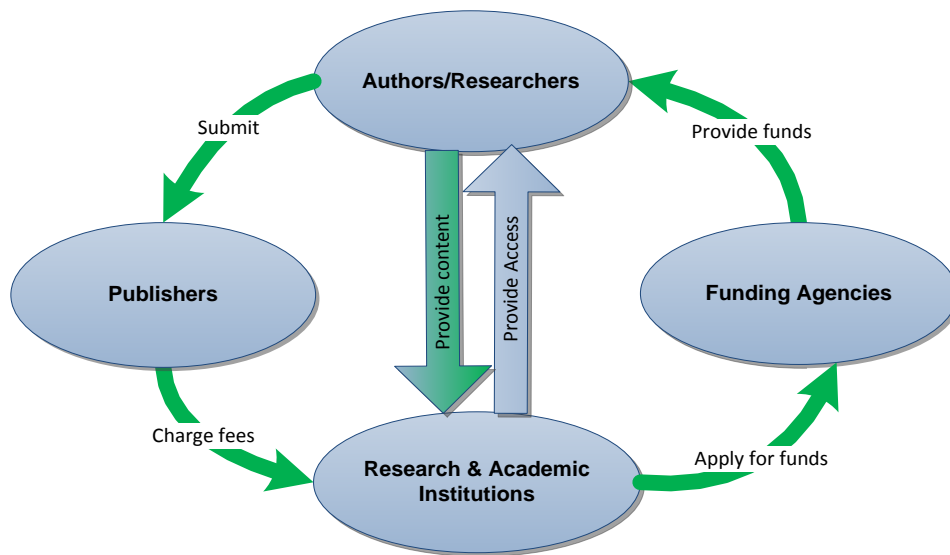 Authors/Researchers
Submit
Provide funds
Provide content
Provide Access
Publishers
Funding Agencies
Charge fees
Research & Academic
Institutions
Apply for funds